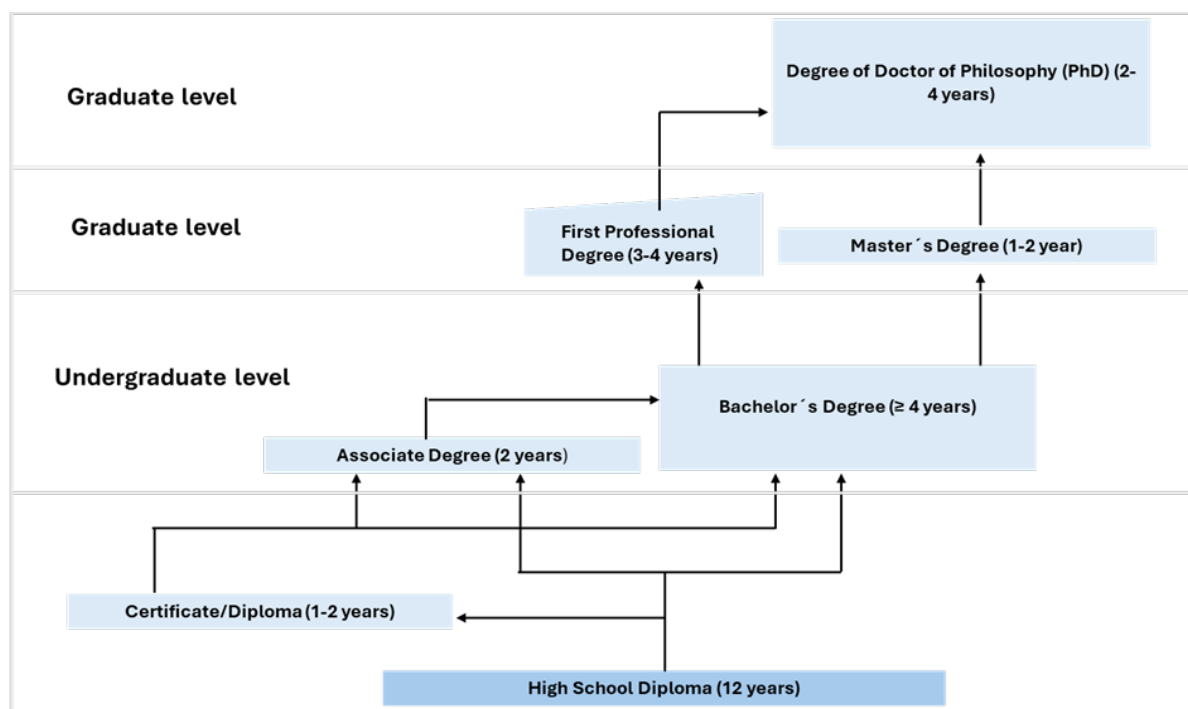 Degree of Doctor of Philosophy (PhD) (2-
4 years)
Graduate level
Graduate level
First Professional
Degree (3-4 years)
Master´s Degree (1-2 year)
Undergraduate level
Bachelor´s Degree (≥ 4 years)
Associate Degree (2 years)
Certificate/Diploma (1-2 years)
High School Diploma (12 years)